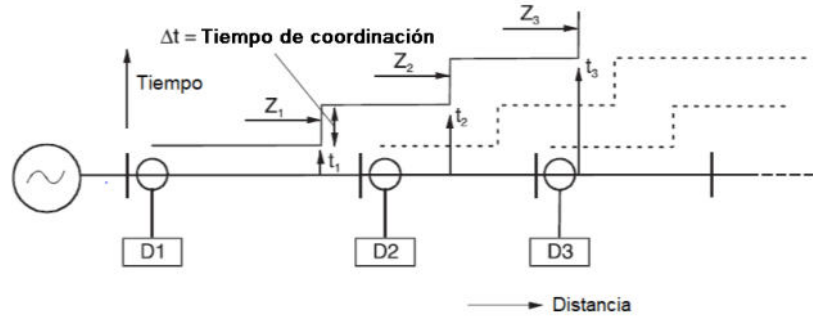 Δt = Tiempo de coordinación
Tiempo
Z1
Z2
Z3
t1
t2
t3
D1
D2
D3
Distancia